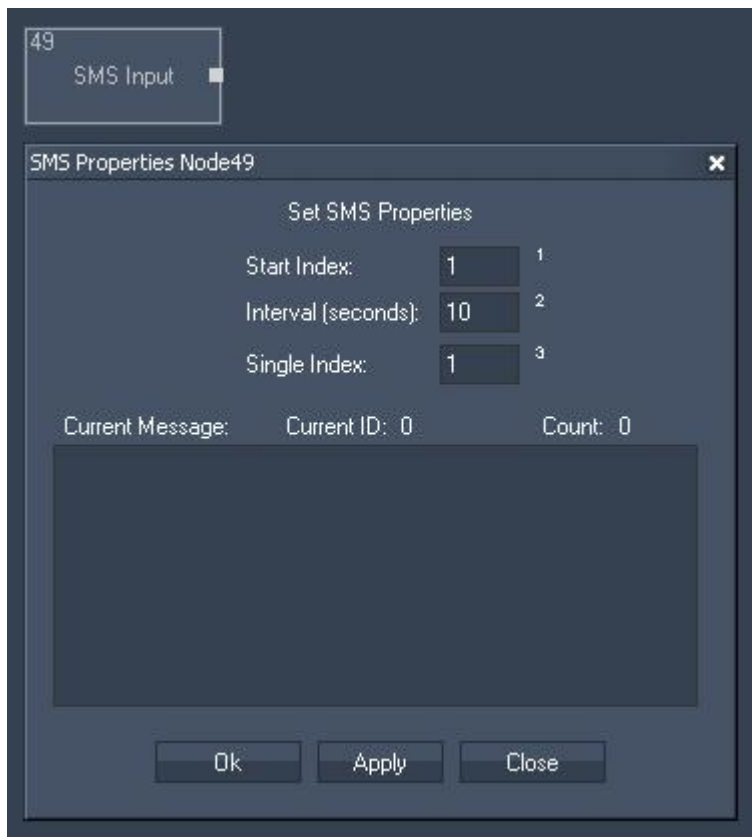 49
SMS Input
SMS Properties Node49
Set SMS Properties
Start Index: 1 1
Interval (seconds): 10 2
Single Index: 1 3
Current Message: Current ID: 0 Count: 0
Ok Apply Close